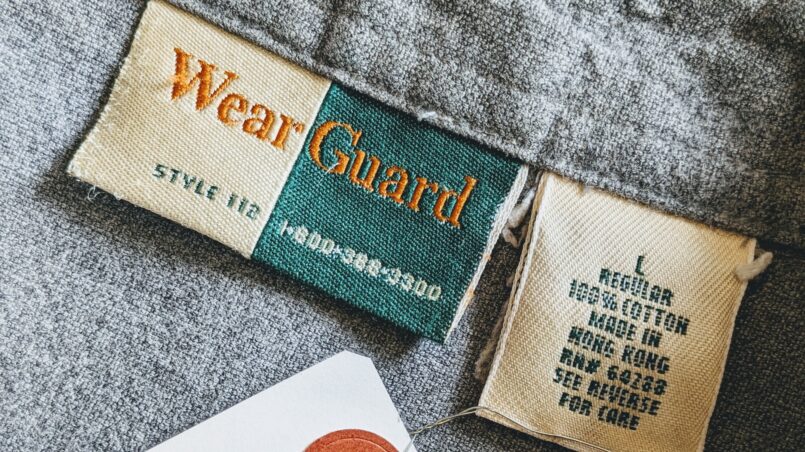 Wear Guard
STYLE 112
1-800-388-3300
L
REGULAR
100% COTTON
MADE IN
HONG KONG
RN# 64288
SEE REVERSE
FOR CARE